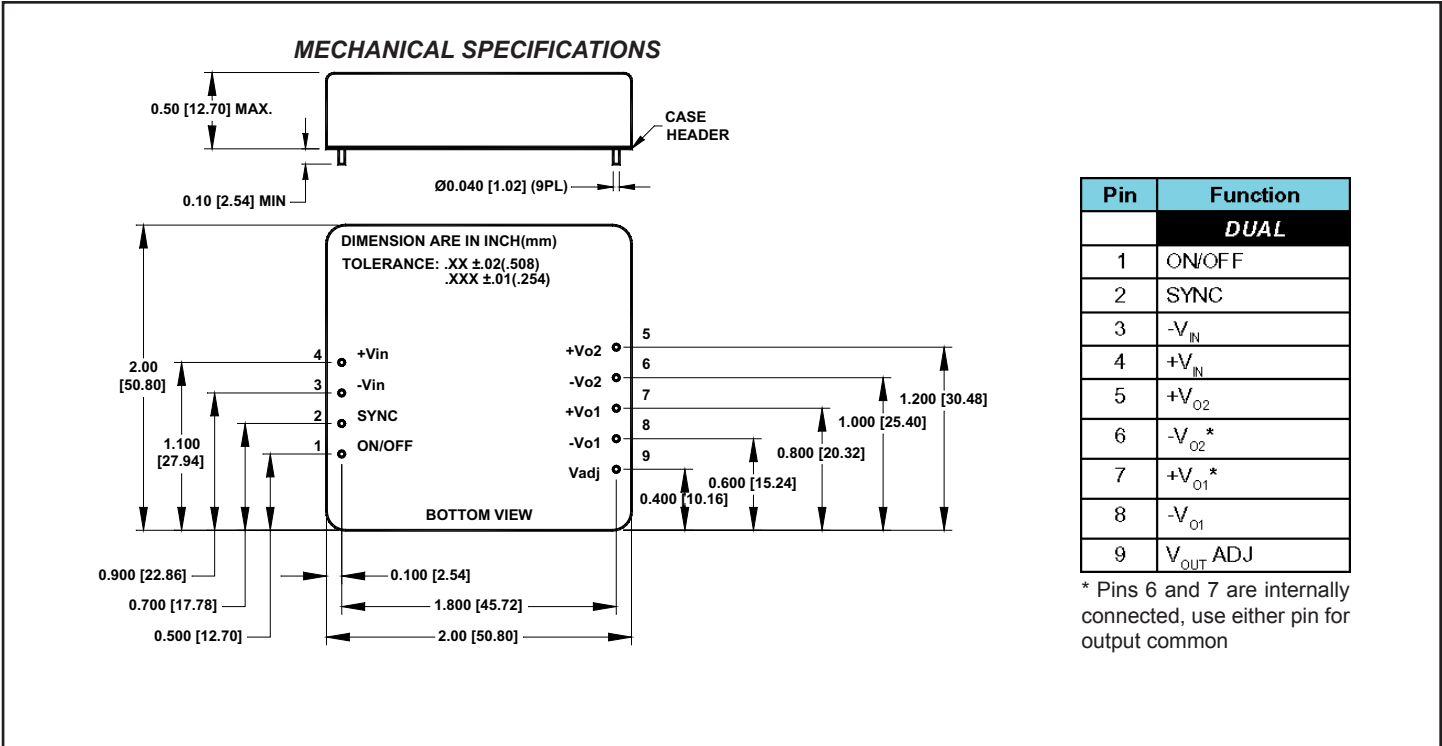 MECHANICAL SPECIFICATIONS
0.50 [12.70] MAX.
CASE
HEADER
Ø0.040 [1.02] (9PL)
0.10 [2.54] MIN
DIMENSION ARE IN INCH(mm)
TOLERANCE: .XX ±.02(.508)
.XXX ±.01(.254)
2.00
[50.80]
1.100
[27.94]
4 +Vin
3 -Vin
2 SYNC
1 ON/OFF
5
+Vo2
6
-Vo2
7
+Vo1
8
-Vo1
9
Vadj
1.200 [30.48]
1.000 [25.40]
0.800 [20.32]
0.600 [15.24]
0.400 [10.16]
BOTTOM VIEW
0.900 [22.86]
0.700 [17.78]
0.500 [12.70]
0.100 [2.54]
1.800 [45.72]
2.00 [50.80]
Pin Function
DUAL
1 ON/OFF
2 SYNC
3 -VIN
4 +VIN
5 +VO2
6 -VO2*
7 +VO1*
8 -VO1
9 VOUT ADJ
* Pins 6 and 7 are internally
connected, use either pin for
output common